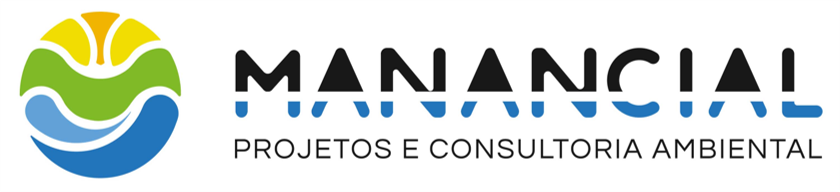 MANANCIAL
PROJETOS E CONSULTORIA AMBIENTAL